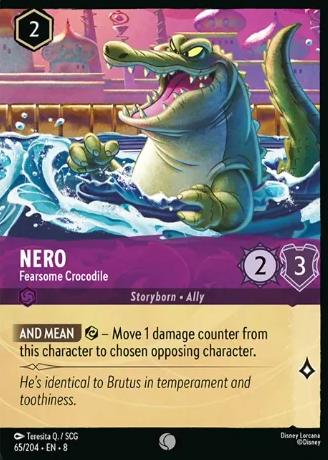 2
NERO
Fearsome Crocodile
2 3
Storyborn • Ally
AND MEAN – Move 1 damage counter from
this character to chosen opposing character.
He's identical to Brutus in temperament and
toothiness.
Teresita Q. / SCG
65/204 • EN • 8
Disney Lorcana
©Disney